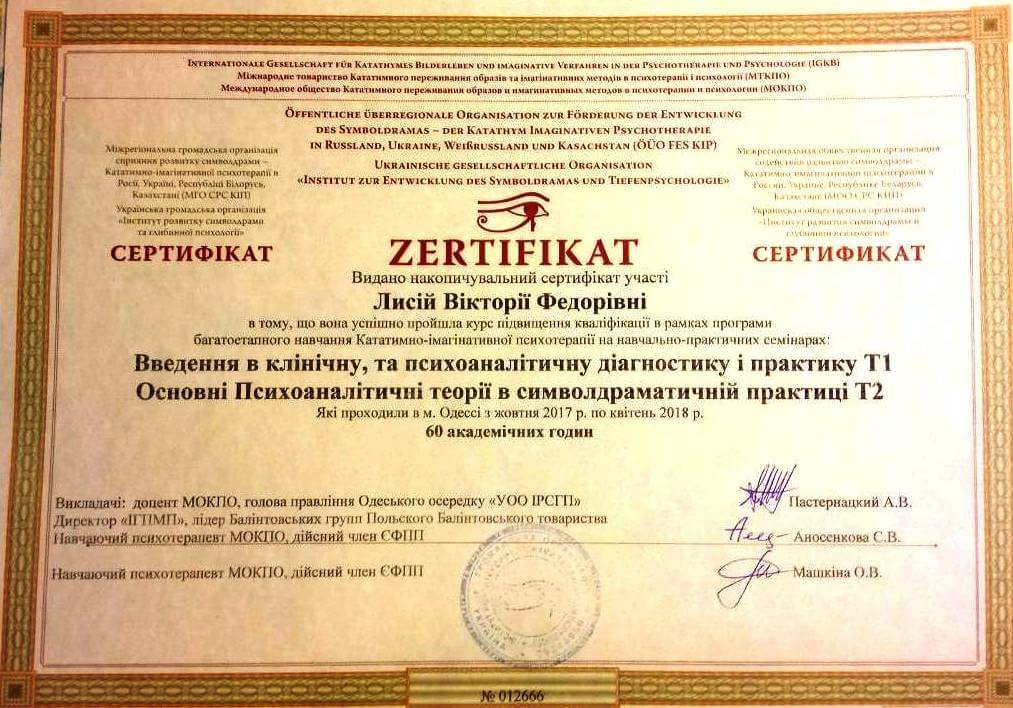 INTERNATIONALE GESELLSCHAFT FÜR KATATHYMES BILDERLEBEN UND IMAGINATIVE VERFAHREN IN DER PSYCHOTHERAPIE UND PSYCHOLOGIE (IGKB)
Міжнародне товариство Кататимного переживання образів та імагінативних методів в психотерапії і психології (МТКПО)
Международное общество Кататимного переживания образов и имагинативных методов в психотерапии и психологии (МОКПО)
ÖFFENTLICHE ÜBERREGIONALE ORGANISATION ZUR FÖRDERUNG DER ENTWICKLUNG
DES SYMBOLDRAMAS – DER KATATHYM IMAGINATIVEN PSYCHOTHERAPIE
IN RUSSLAND, UKRAINE, WEIßRUSSLAND UND KASACHSTAN (ÖÜO FES KIP)
UKRAINISCHE GESELLSCHAFTLICHE ORGANISATION
«INSTITUT ZUR ENTWICKLUNG DES SYMBOLDRAMAS UND TIEFENPSYCHOLOGIE»
Міжрегіональна громадська організація
сприяння розвитку символдрами –
Кататимно-імагінативної психотерапії в
Росії, Україні, Республіці Білорусь,
Казахстані (МГО СРС КІП)
Українська громадська організація
«Інститут розвитку символдрами
та глибинної психології»
СЕРТИФІКАТ
Межрегиональная общественная организация
содействия развитию символдрамы –
Кататимно-имагинативной психотерапии в
России, Украине, Республике Беларусь,
Казахстане (МОО СРС КИП)
Украинская общественная организация
«Институт развития символдрамы и
глубинной психологии»
СЕРТИФИКАТ
ZERTIFIKAT
Видано накопичувальний сертифікат участі
Лисій Вікторії Федорівні
в тому, що вона успішно пройшла курс підвищення кваліфікації в рамках програми
багатоетапного навчання Кататимно-імагінативної психотерапії на навчально-практичних семінарах:
Введення в клінічну, та психоаналітичну діагностику і практику Т1
Основні Психоаналітичні теорії в символдраматичній практиці Т2
Які проходили в м. Одессі з жовтня 2017 р. по квітень 2018 р.
60 академічних годин
Викладачі: доцент МОКПО, голова правління Одеського осередку «УОО ІРСГП» Пастернацкий А.В.
Директор «ІГПМП», лідер Балінтовських групп Польского Балінтовського товариства
Навчаючий психотерапевт МОКПО, дійсний член ЄФПП Аносенкова С.В.
Навчаючий психотерапевт МОКПО, дійсний член ЄФПП Машкіна О.В.
№ 012666